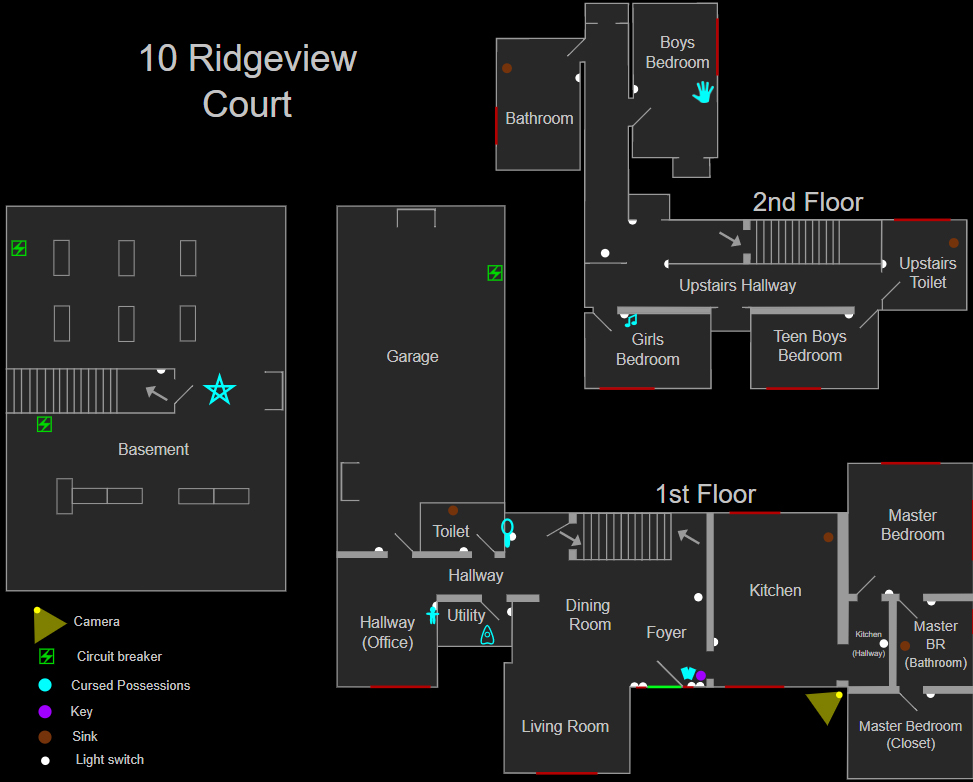 10 Ridgeview
Court
Boys
Bedroom
Bathroom
2nd Floor
Upstairs
Toilet
Upstairs Hallway
Girls
Bedroom
Teen Boys
Bedroom
Garage
Basement
1st Floor
Toilet
Master
Bedroom
Hallway
Kitchen
Utility
Dining
Room
Hallway
(Office)
Foyer
Kitchen
(Hallway)
Master
BR
(Bathroom)
Living Room
Master Bedroom
(Closet)
Camera
Circuit breaker
Cursed Possessions
Key
Sink
Light switch